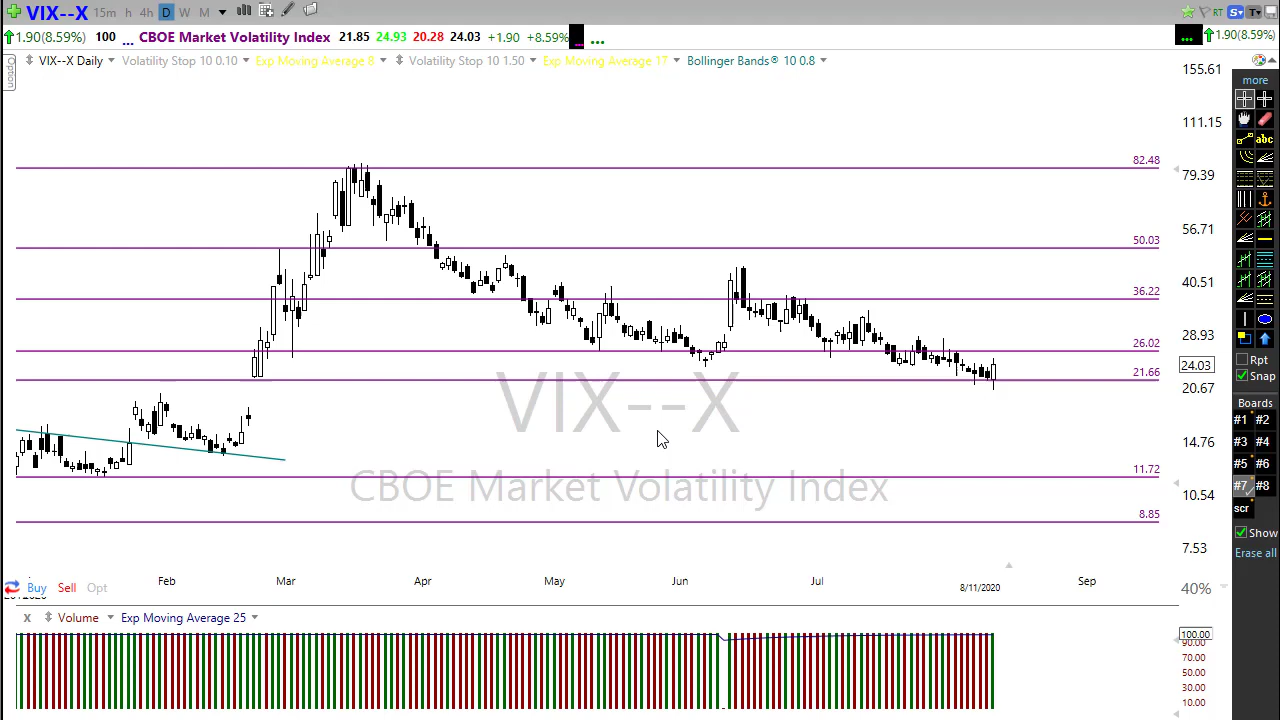 VIX--X 15m h 4h D W M RT S T
1.90(8.59%) 100 ... CBOE Market Volatility Index 21.85 24.93 20.28 24.03 +1.90 +8.59% ... ... 1.90(8.59%)
Option
VIX--X Daily Volatility Stop 10 0.10 Exp Moving Average 8 Volatility Stop 10 1.50 Exp Moving Average 17 Bollinger Bands® 10 0.8
155.61
more
111.15
abc
82.48
79.39
56.71
50.03
40.51
36.22
28.93
26.02
24.03
Rpt
21.66
Snap
20.67
VIX--X
Boards
#1 #2
14.76
#3 #4
11.72
#5 #6
CBOE Market Volatility Index
#7 #8
10.54
scr
8.85
Show
7.53
Erase all
Feb Mar Apr May Jun Jul 8/11/2020 Sep
Buy Sell Opt 40%
x Volume Exp Moving Average 25
100.00
90.00
70.00
50.00
30.00
10.00